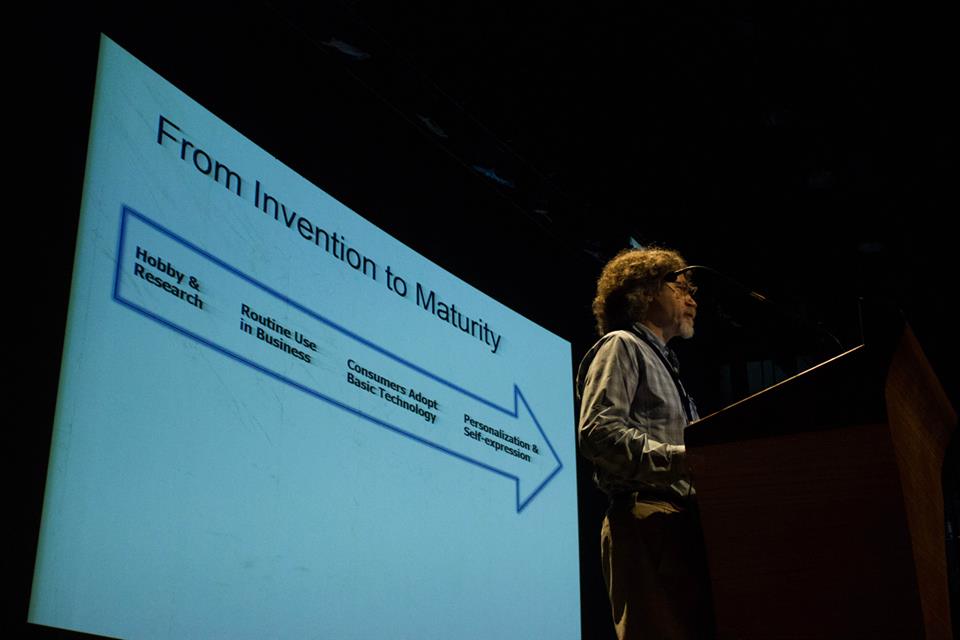 From Invention to Maturity
Hobby &
Research
Routine Use
in Business
Consumers Adopt
Basic Technology
Personalization &
Self-expression